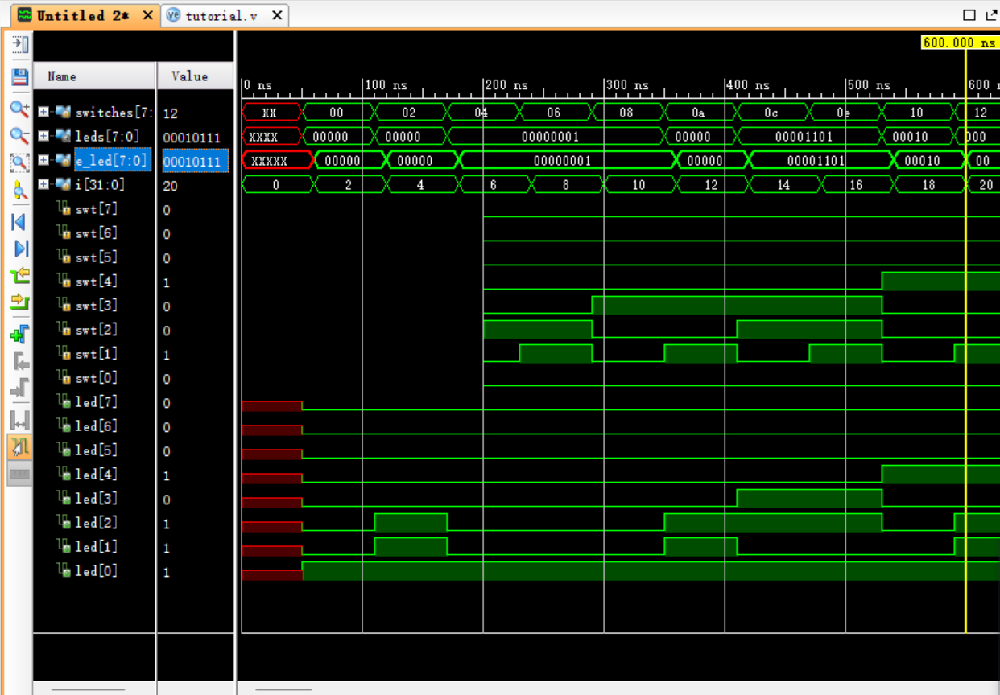 Untitled 2* tutorial.v
600.000 ns
Name Value
0 ns 100 ns 200 ns 300 ns 400 ns 500 ns 600
switches[7: 12 XX 00 02 04 06 08 0a 0c 0e 10 12
leds[7:0] 00010111 XXXX 00000 00000 00000001 00000 00001101 00010 000
e_led[7:0] 00010111 XXXXX 00000 00000 00000001 00000 00001101 00010 00
i[31:0] 20 0 2 4 6 8 10 12 14 16 18 20
swt[7] 0
swt[6] 0
swt[5] 0
swt[4] 1
swt[3] 0
swt[2] 0
swt[1] 1
swt[0] 0
led[7] 0
led[6] 0
led[5] 0
led[4] 1
led[3] 0
led[2] 1
led[1] 1
led[0] 1